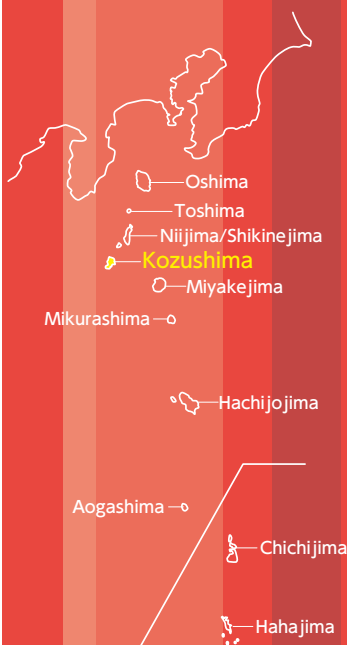 Oshima
Toshima
Niijima/Shikinejima
Kozushima
Miyakejima
Mikurashima
Hachijojima
Aogashima
Chichijima
Hahajima